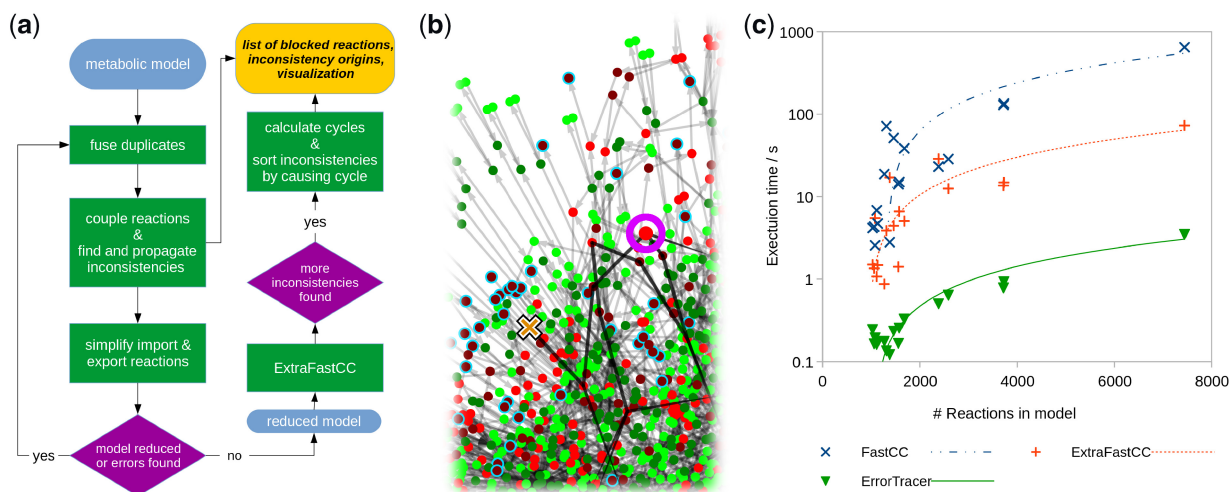 (a)
metabolic model
fuse duplicates
couple reactions
&
find and propagate
inconsistencies
simplify import &
export reactions
model reduced
or errors found
yes
no
reduced model
ExtraFastCC
more
inconsistencies
found
yes
calculate cycles
&
sort inconsistencies
by causing cycle
list of blocked reactions,
inconsistency origins,
visualization
(b)
(c)
Exectuion time / s
1000
100
10
1
0.1
0 2000 4000 6000 8000
# Reactions in model
FastCC ExtraFastCC
ErrorTracer